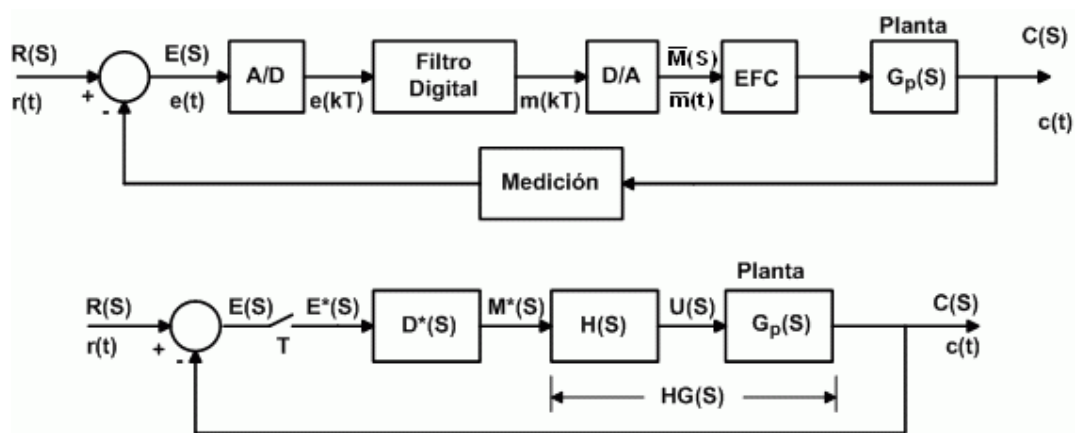 Planta
R(S) E(S) M̅(S) C(S)
A/D
Filtro
Digital
D/A
EFC
Gp(S)
+
-
r(t) e(t) e(kT) m(kT) m̅(t) c(t)
Medición
Planta
R(S) E(S) E*(S) M*(S) U(S) C(S)
D*(S)
H(S)
Gp(S)
r(t) + T c(t)
-
HG(S)